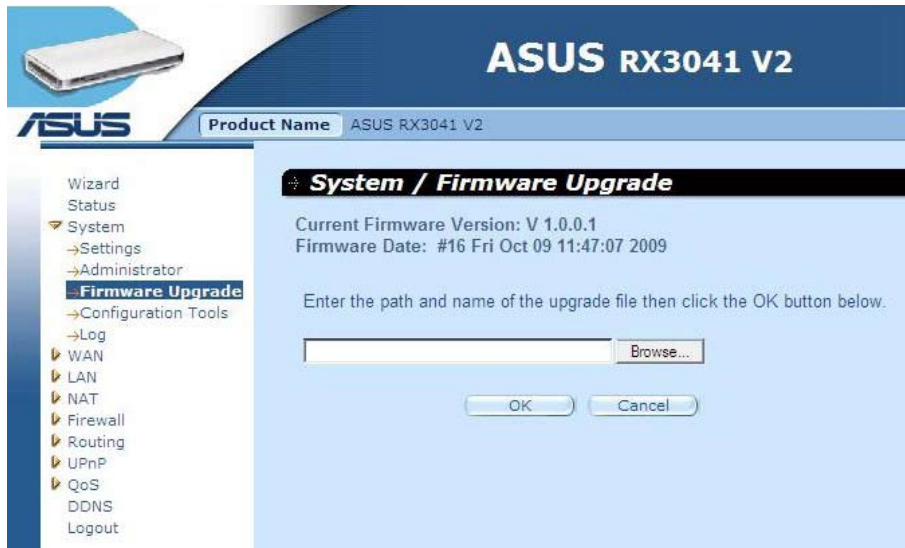 ASUS RX3041 V2
ASUS
Product Name ASUS RX3041 V2
Wizard
Status
System
→Settings
→Administrator
→Firmware Upgrade
→Configuration Tools
→Log
WAN
LAN
NAT
Firewall
Routing
UPnP
QoS
DDNS
Logout
System / Firmware Upgrade
Current Firmware Version: V 1.0.0.1
Firmware Date: #16 Fri Oct 09 11:47:07 2009
Enter the path and name of the upgrade file then click the OK button below.
Browse...
OK Cancel